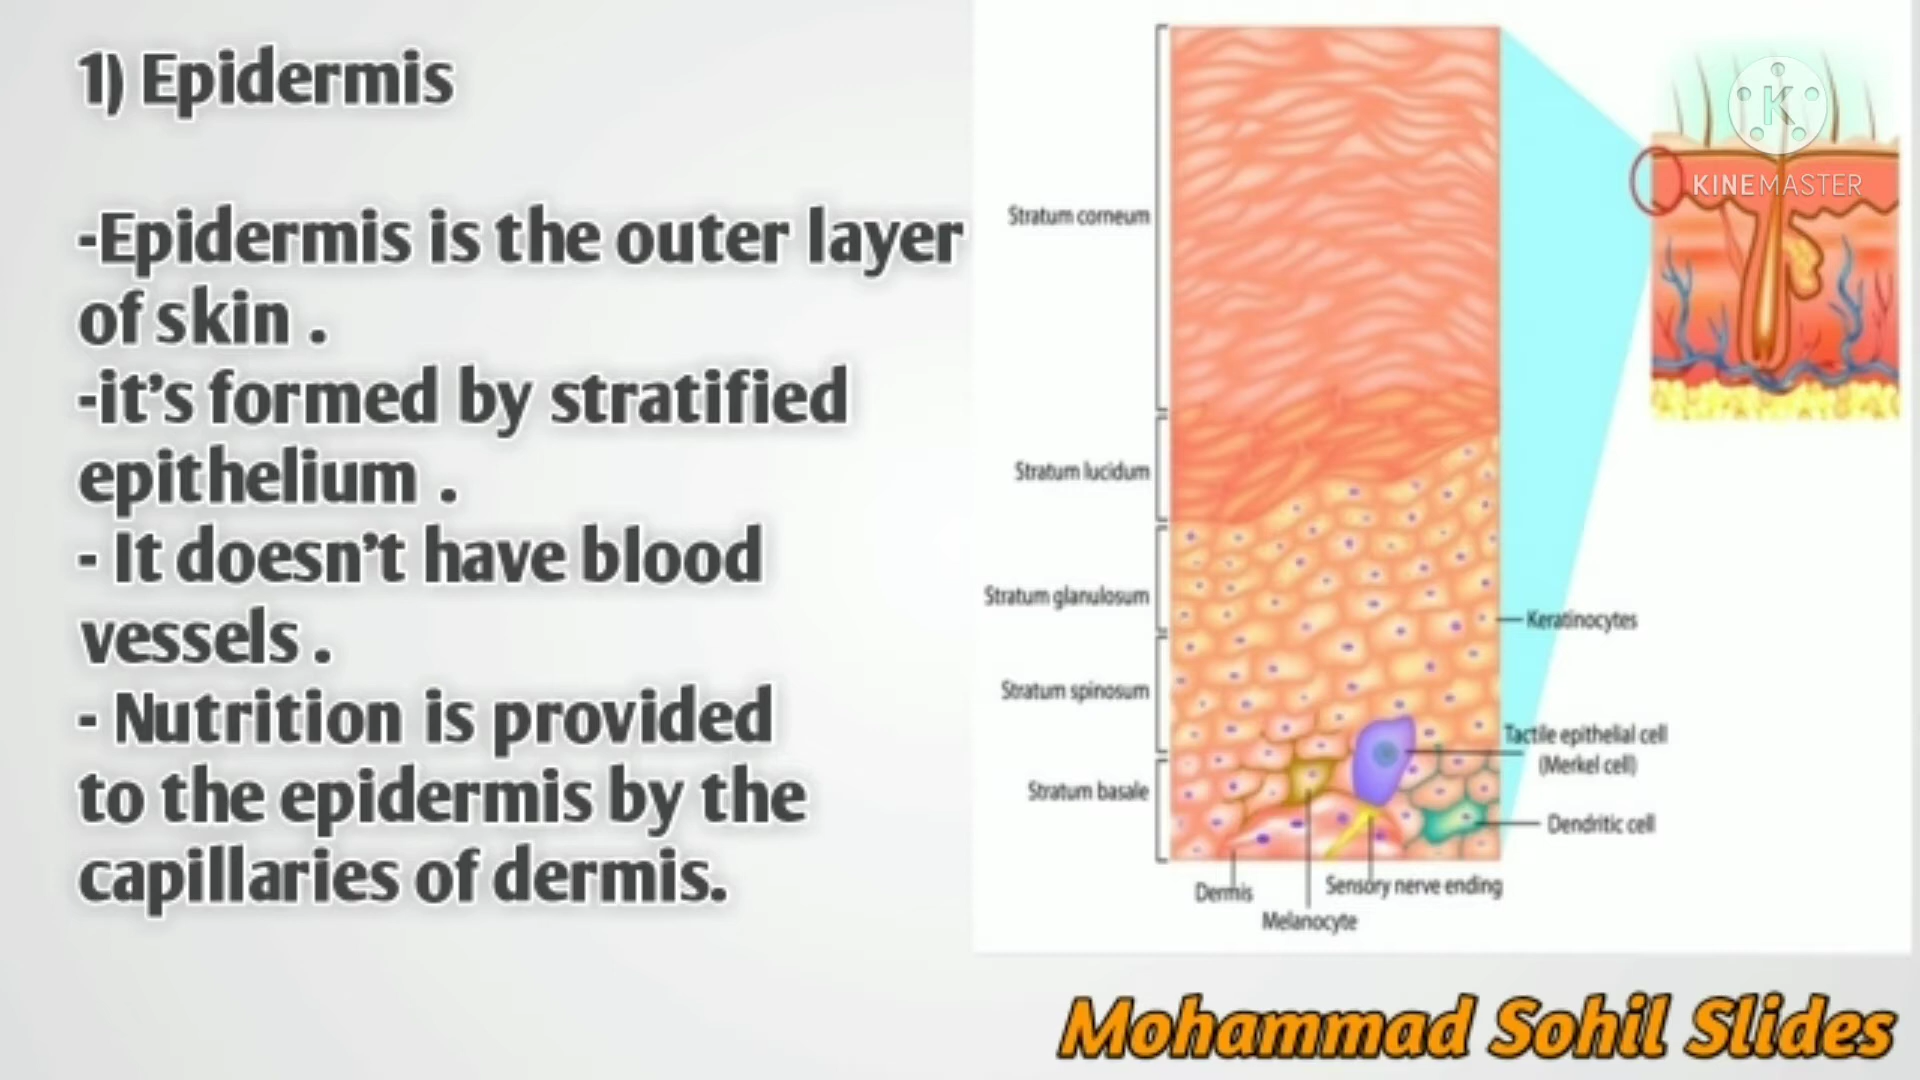 1) Epidermis
-Epidermis is the outer layer
of skin .
-it's formed by stratified
epithelium .
- It doesn't have blood
vessels .
- Nutrition is provided
to the epidermis by the
capillaries of dermis.
KINEMASTER
Stratum corneum
Stratum lucidum
Stratum glanulosum
Keratinocytes
Stratum spinosum
Tactile epithelial cell
(Merkel cell)
Stratum basale
Dendritic cell
Dermis
Sensory nerve ending
Melanocyte
Mohammad Sohil Slides